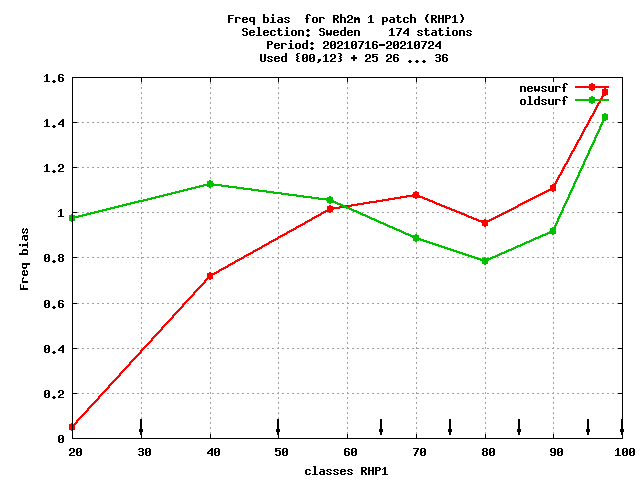 Freq bias  for Rh2m 1 patch (RHP1)
Selection: Sweden    174 stations
Period: 20210716-20210724
Used {00,12} + 25 26 ... 36
newsurf
oldsurf
1.6
1.4
1.2
1
0.8
0.6
0.4
0.2
0
Freq bias
20 30 40 50 60 70 80 90 100
classes RHP1